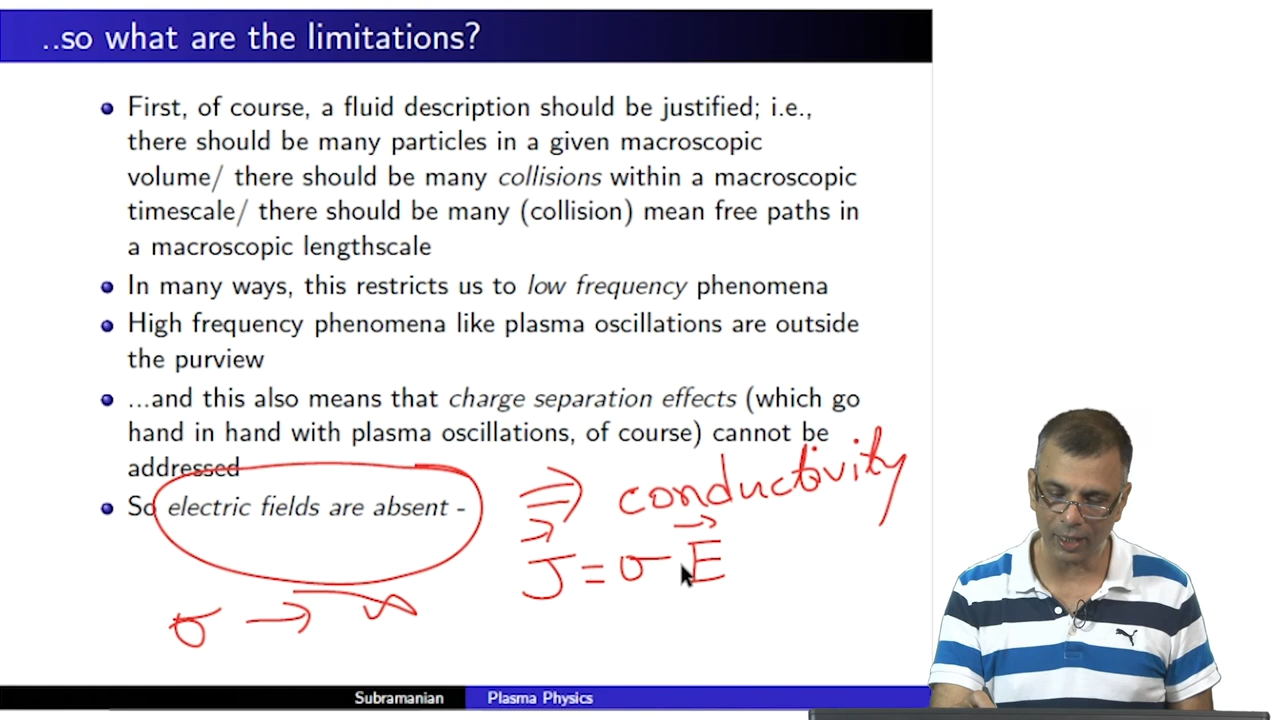 ..so what are the limitations?
First, of course, a fluid description should be justified; i.e.,
there should be many particles in a given macroscopic
volume/ there should be many collisions within a macroscopic
timescale/ there should be many (collision) mean free paths in
a macroscopic lengthscale
In many ways, this restricts us to low frequency phenomena
High frequency phenomena like plasma oscillations are outside
the purview
...and this also means that charge separation effects (which go
hand in hand with plasma oscillations, of course) cannot be
addressed
So electric fields are absent -
⇒ conductivity
J⃗ = σ E⃗
σ → ∞
Subramanian Plasma Physics